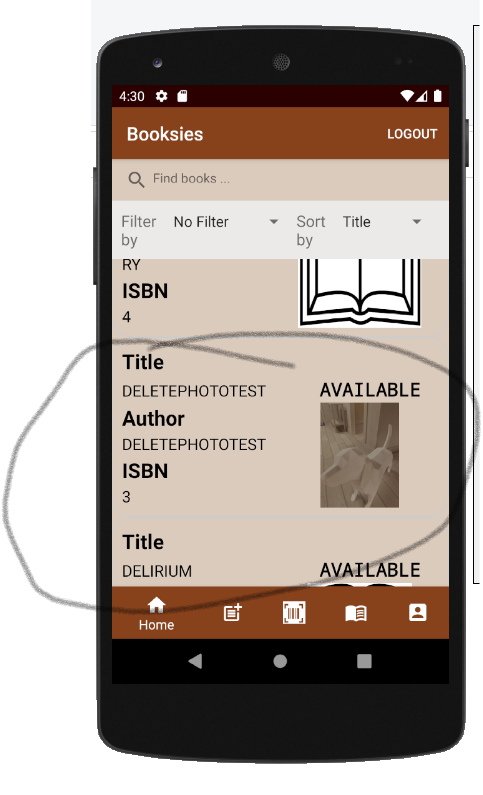 4:30
Booksies LOGOUT
Find books ...
Filter by No Filter Sort by Title
RY
ISBN
4
Title
DELETEPHOTOTEST AVAILABLE
Author
DELETEPHOTOTEST
ISBN
3
Title
DELIRIUM AVAILABLE
Home